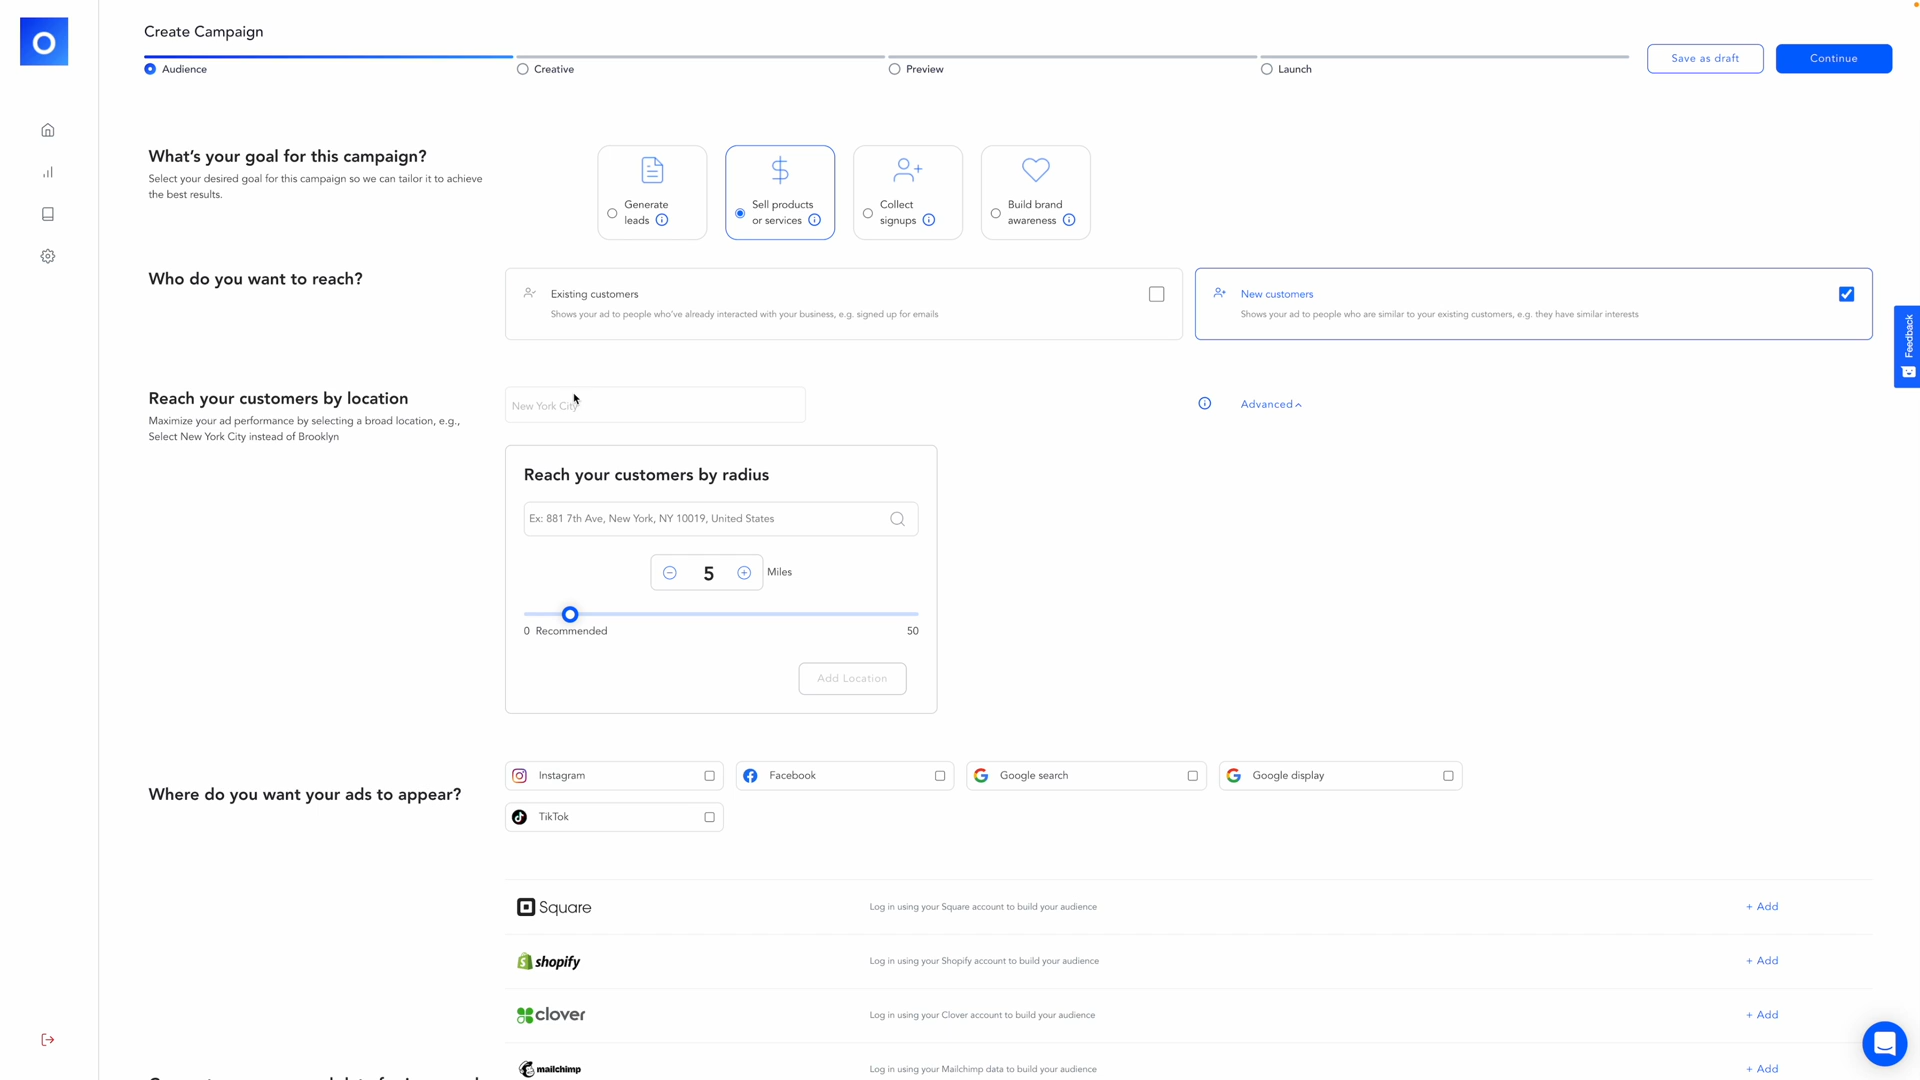 Create Campaign
Audience
Creative
Preview
Launch
Save as draft
Continue
What's your goal for this campaign?
Select your desired goal for this campaign so we can tailor it to achieve
the best results.
Generate
leads
Sell products
or services
Collect
signups
Build brand
awareness
Who do you want to reach?
Existing customers
Shows your ad to people who've already interacted with your business, e.g. signed up for emails
New customers
Shows your ad to people who are similar to your existing customers, e.g. they have similar interests
Feedback
Reach your customers by location
Maximize your ad performance by selecting a broad location, e.g.,
Select New York City instead of Brooklyn
New York City
Advanced
Reach your customers by radius
Ex: 881 7th Ave, New York, NY 10019, United States
5 Miles
0 Recommended 50
Add Location
Where do you want your ads to appear?
Instagram
Facebook
Google search
Google display
TikTok
Square
Log in using your Square account to build your audience
+ Add
shopify
Log in using your Shopify account to build your audience
+ Add
clover
Log in using your Clover account to build your audience
+ Add
mailchimp
Log in using your Mailchimp data to build your audience
+ Add